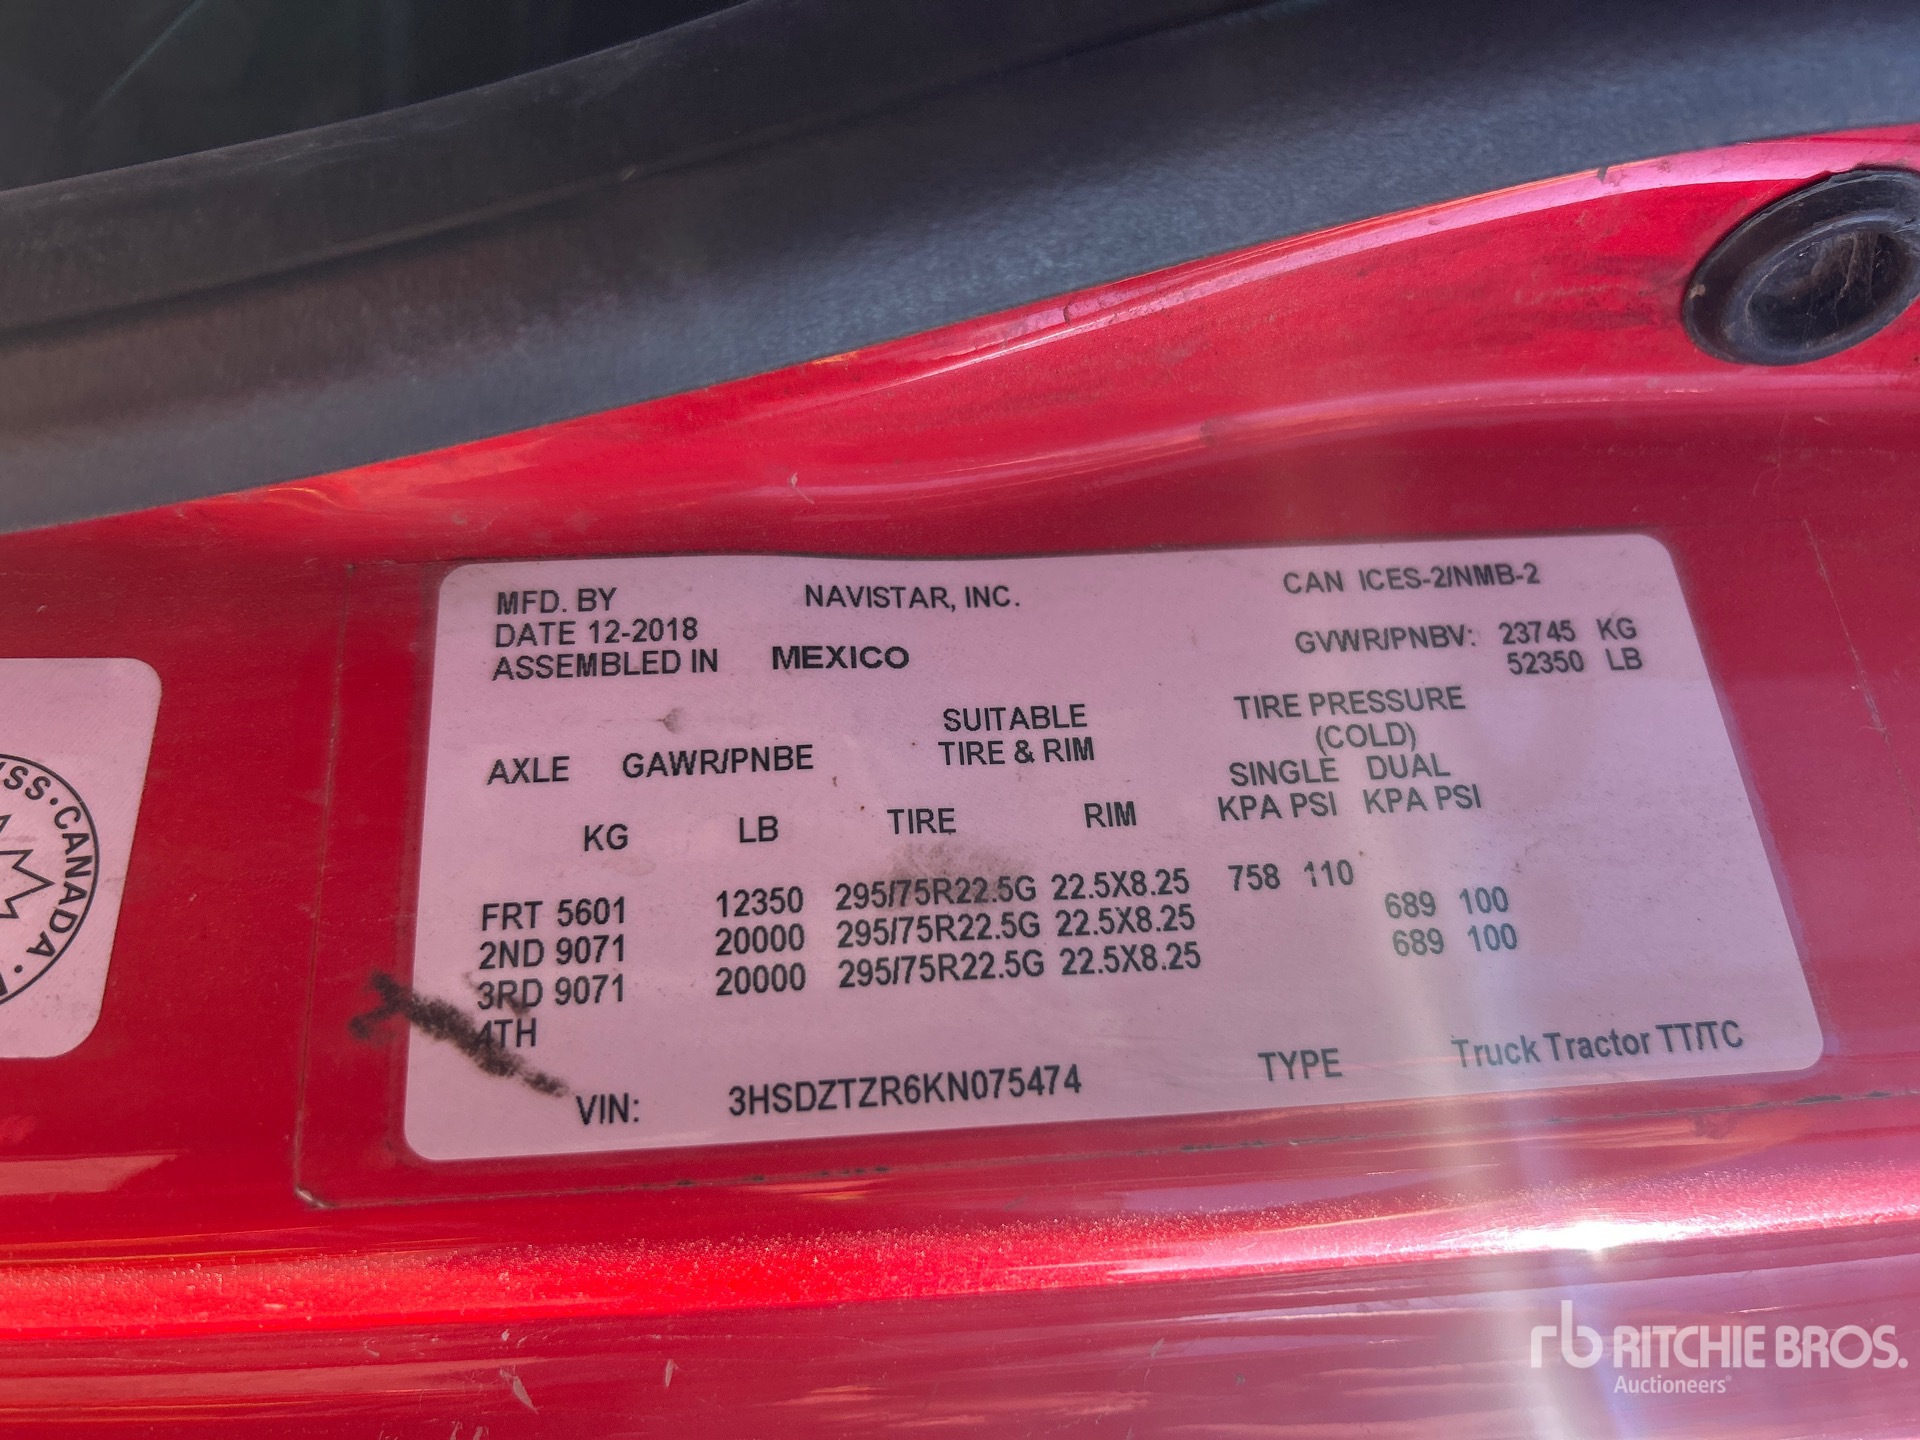 MFD. BY NAVISTAR, INC. CAN ICES-2/NMB-2
DATE 12-2018
ASSEMBLED IN MEXICO
GVWR/PNBV: 23745 KG
52350 LB
AXLE GAWR/PNBE SUITABLE TIRE & RIM TIRE PRESSURE (COLD)
SINGLE DUAL
KG LB TIRE RIM KPA PSI KPA PSI
FRT 5601 12350 295/75R22.5G 22.5X8.25 758 110
2ND 9071 20000 295/75R22.5G 22.5X8.25 689 100
3RD 9071 20000 295/75R22.5G 22.5X8.25 689 100
4TH
VIN: 3HSDZTZR6KN075474 TYPE Truck Tractor TT/TC
SS·CANADA·
rb RITCHIE BROS.
Auctioneers